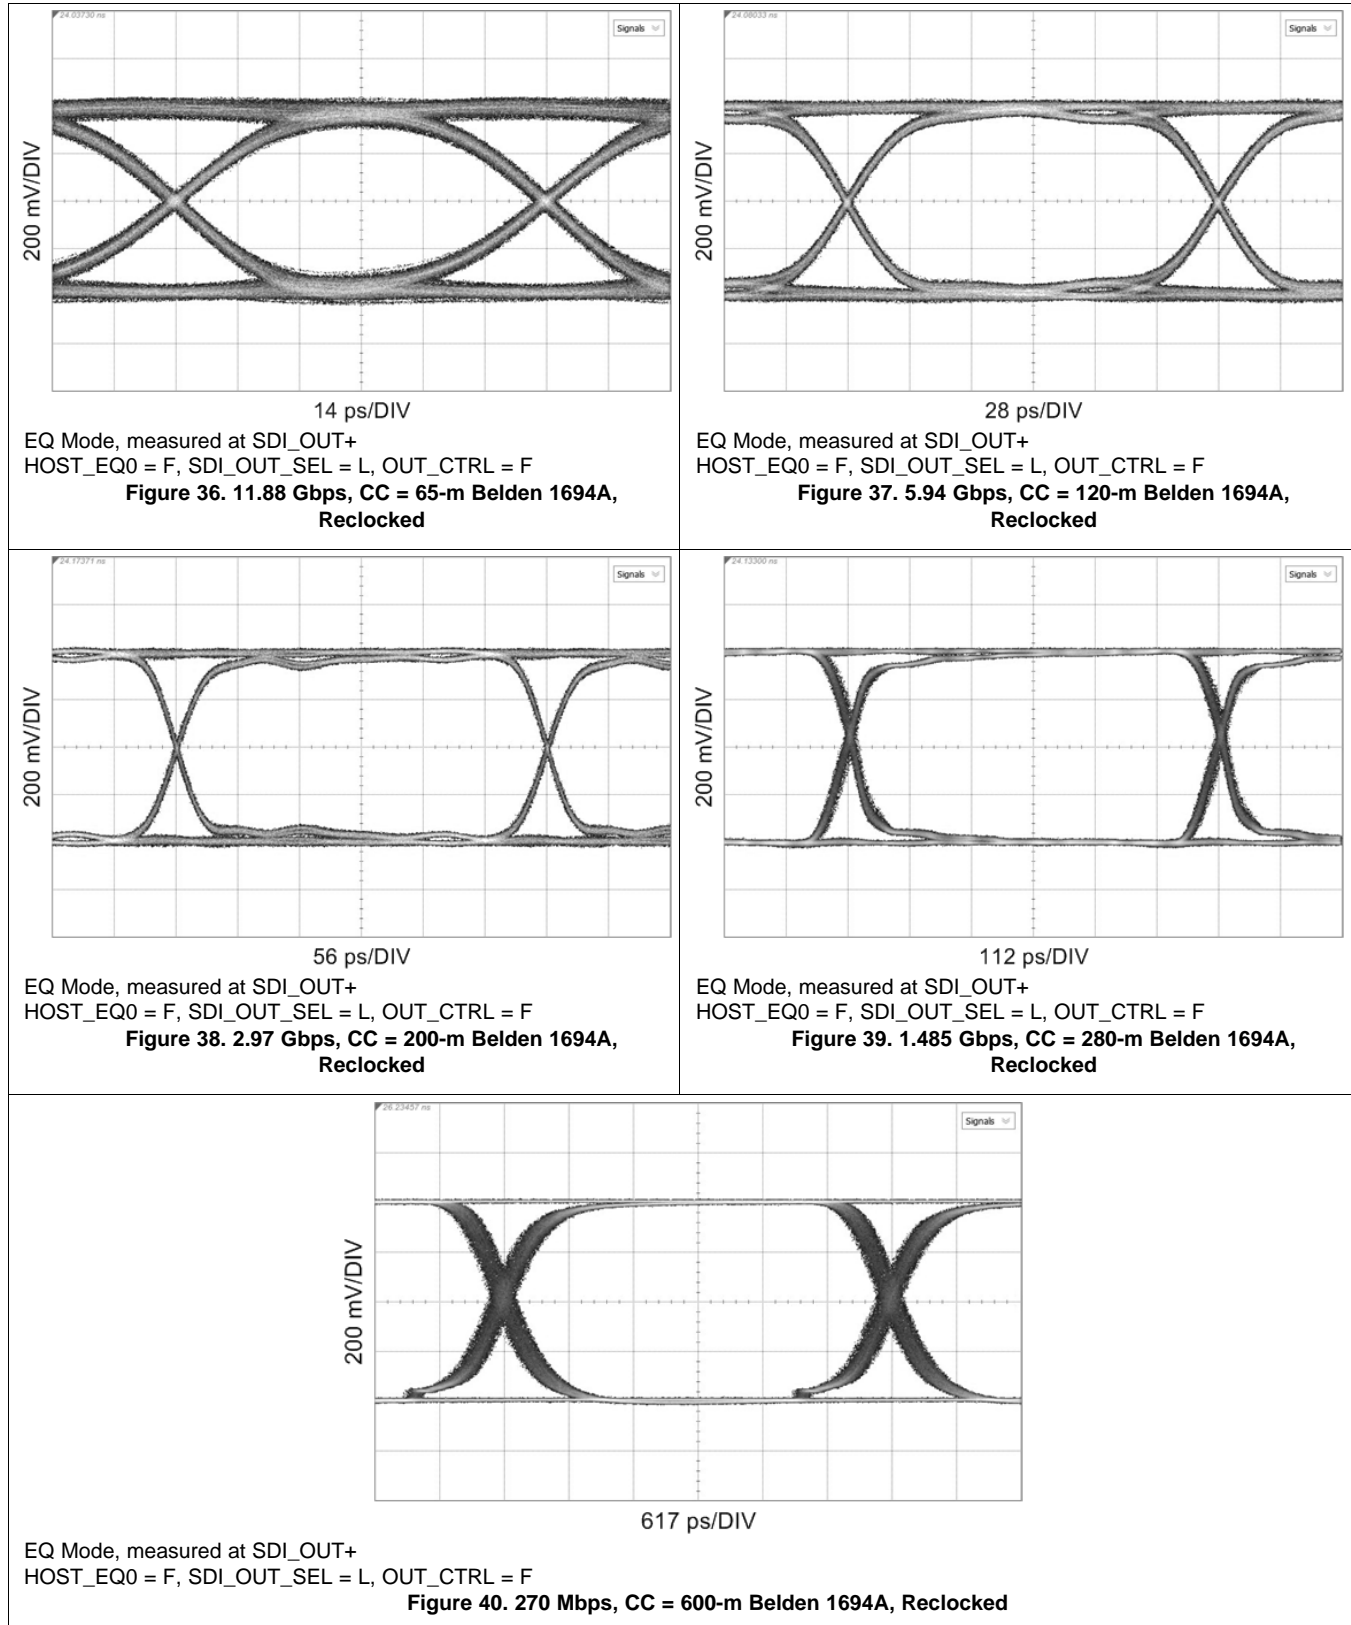 24.03730 ns
Signals
200 mV/DIV
14 ps/DIV
EQ Mode, measured at SDI_OUT+
HOST_EQ0 = F, SDI_OUT_SEL = L, OUT_CTRL = F
Figure 36. 11.88 Gbps, CC = 65-m Belden 1694A,
Reclocked
24.08033 ns
Signals
200 mV/DIV
28 ps/DIV
EQ Mode, measured at SDI_OUT+
HOST_EQ0 = F, SDI_OUT_SEL = L, OUT_CTRL = F
Figure 37. 5.94 Gbps, CC = 120-m Belden 1694A,
Reclocked
24.17371 ns
Signals
200 mV/DIV
56 ps/DIV
EQ Mode, measured at SDI_OUT+
HOST_EQ0 = F, SDI_OUT_SEL = L, OUT_CTRL = F
Figure 38. 2.97 Gbps, CC = 200-m Belden 1694A,
Reclocked
24.13300 ns
Signals
200 mV/DIV
112 ps/DIV
EQ Mode, measured at SDI_OUT+
HOST_EQ0 = F, SDI_OUT_SEL = L, OUT_CTRL = F
Figure 39. 1.485 Gbps, CC = 280-m Belden 1694A,
Reclocked
26.23457 ns
Signals
200 mV/DIV
617 ps/DIV
EQ Mode, measured at SDI_OUT+
HOST_EQ0 = F, SDI_OUT_SEL = L, OUT_CTRL = F
Figure 40. 270 Mbps, CC = 600-m Belden 1694A, Reclocked